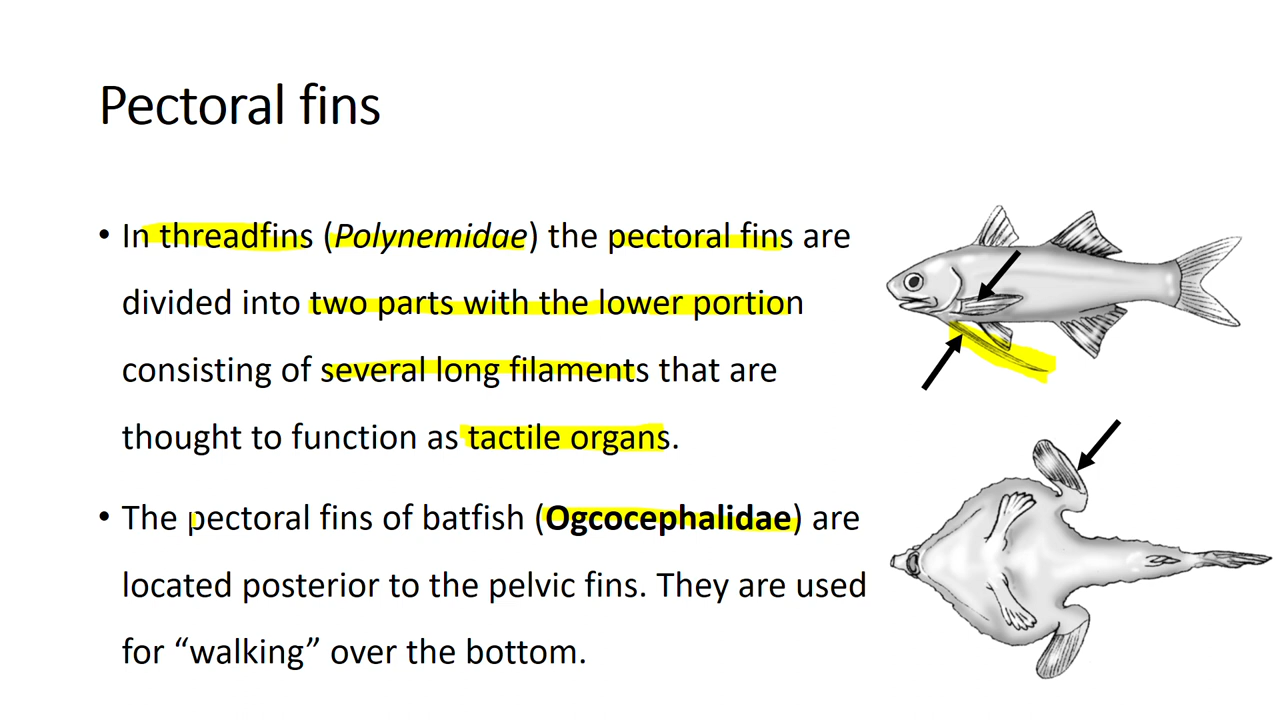 Pectoral fins
• In threadfins (Polynemidae) the pectoral fins are
divided into two parts with the lower portion
consisting of several long filaments that are
thought to function as tactile organs.
• The pectoral fins of batfish (Ogcocephalidae) are
located posterior to the pelvic fins. They are used
for “walking” over the bottom.